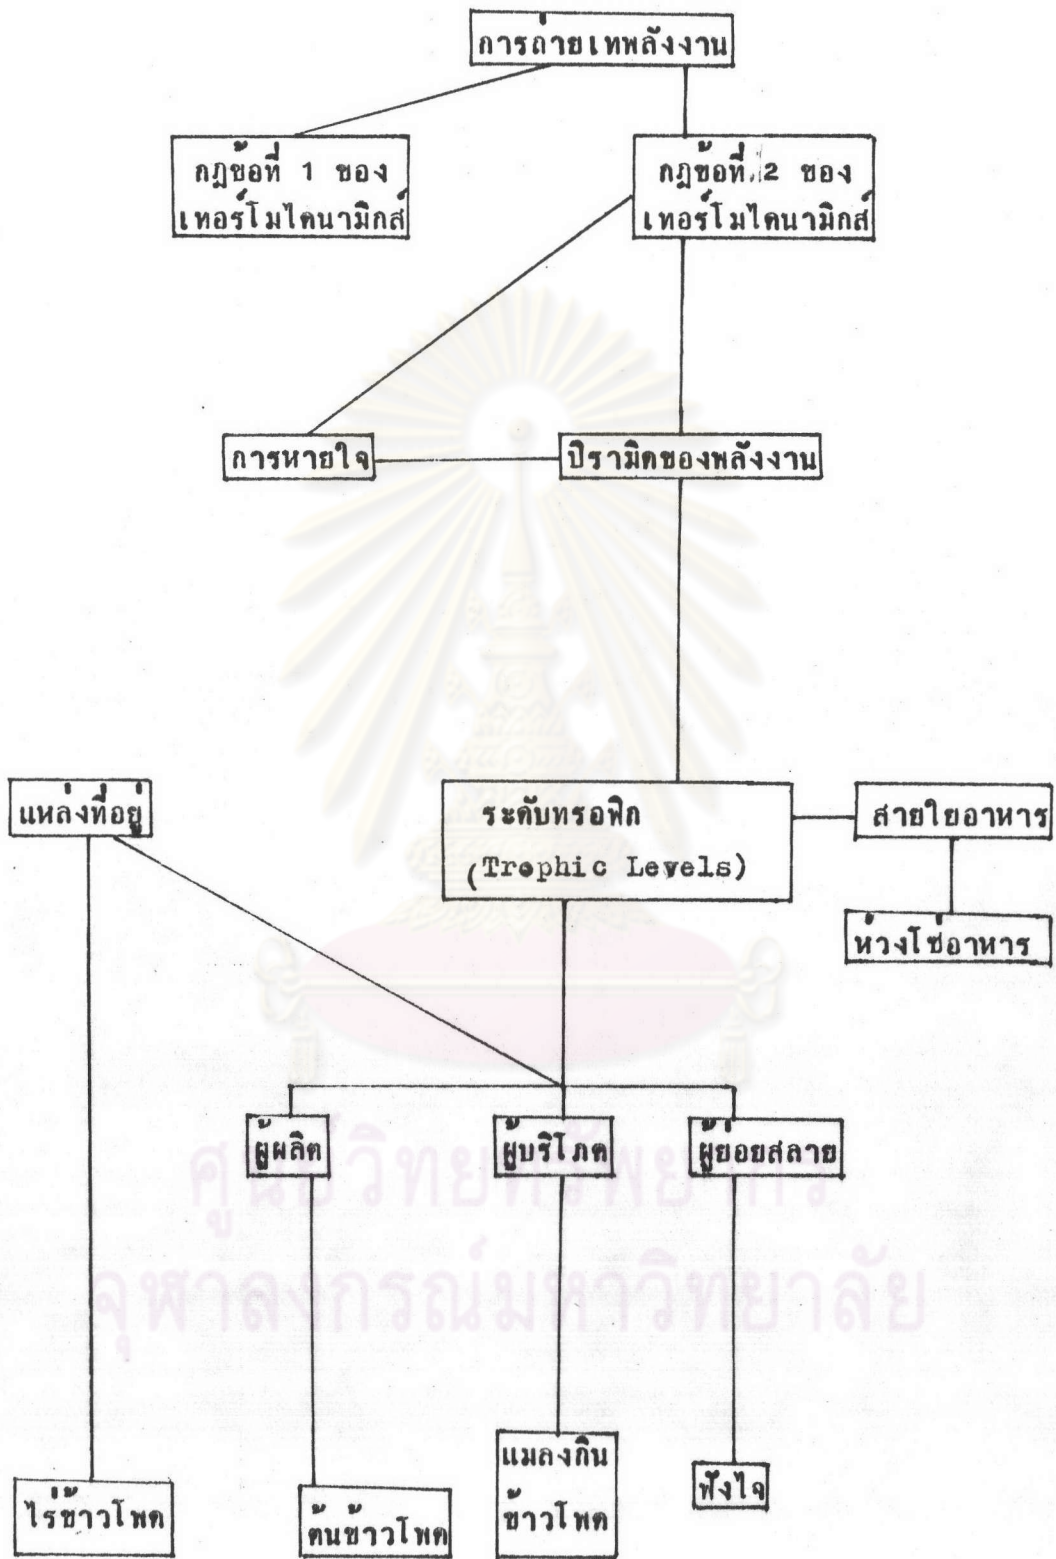 การถ่ายเทพลังงาน
กฎข้อที่ 1 ของ
เทอร์โมไดนามิกส์
กฎข้อที่ 2 ของ
เทอร์โมไดนามิกส์
การหายใจ
ปิรามิดของพลังงาน
แหล่งที่อยู่
ระดับทรอฟิก
(Trophic Levels)
สายใยอาหาร
ห่วงโซ่อาหาร
ผู้ผลิต
ผู้บริโภค
ผู้ย่อยสลาย
ศูนย์วิทยทรัพยากร
จุฬาลงกรณ์มหาวิทยาลัย
ไร่ข้าวโพด
ต้นข้าวโพด
แมลงกิน
ข้าวโพด
ฟังไจ